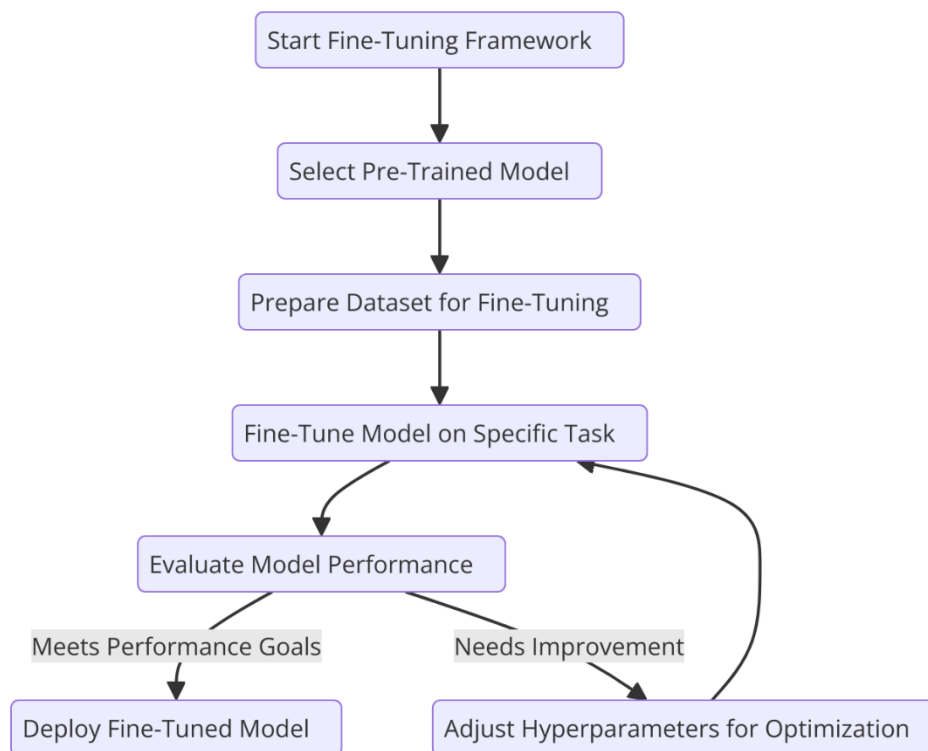 Start Fine-Tuning Framework
Select Pre-Trained Model
Prepare Dataset for Fine-Tuning
Fine-Tune Model on Specific Task
Evaluate Model Performance
Meets Performance Goals
Needs Improvement
Deploy Fine-Tuned Model
Adjust Hyperparameters for Optimization